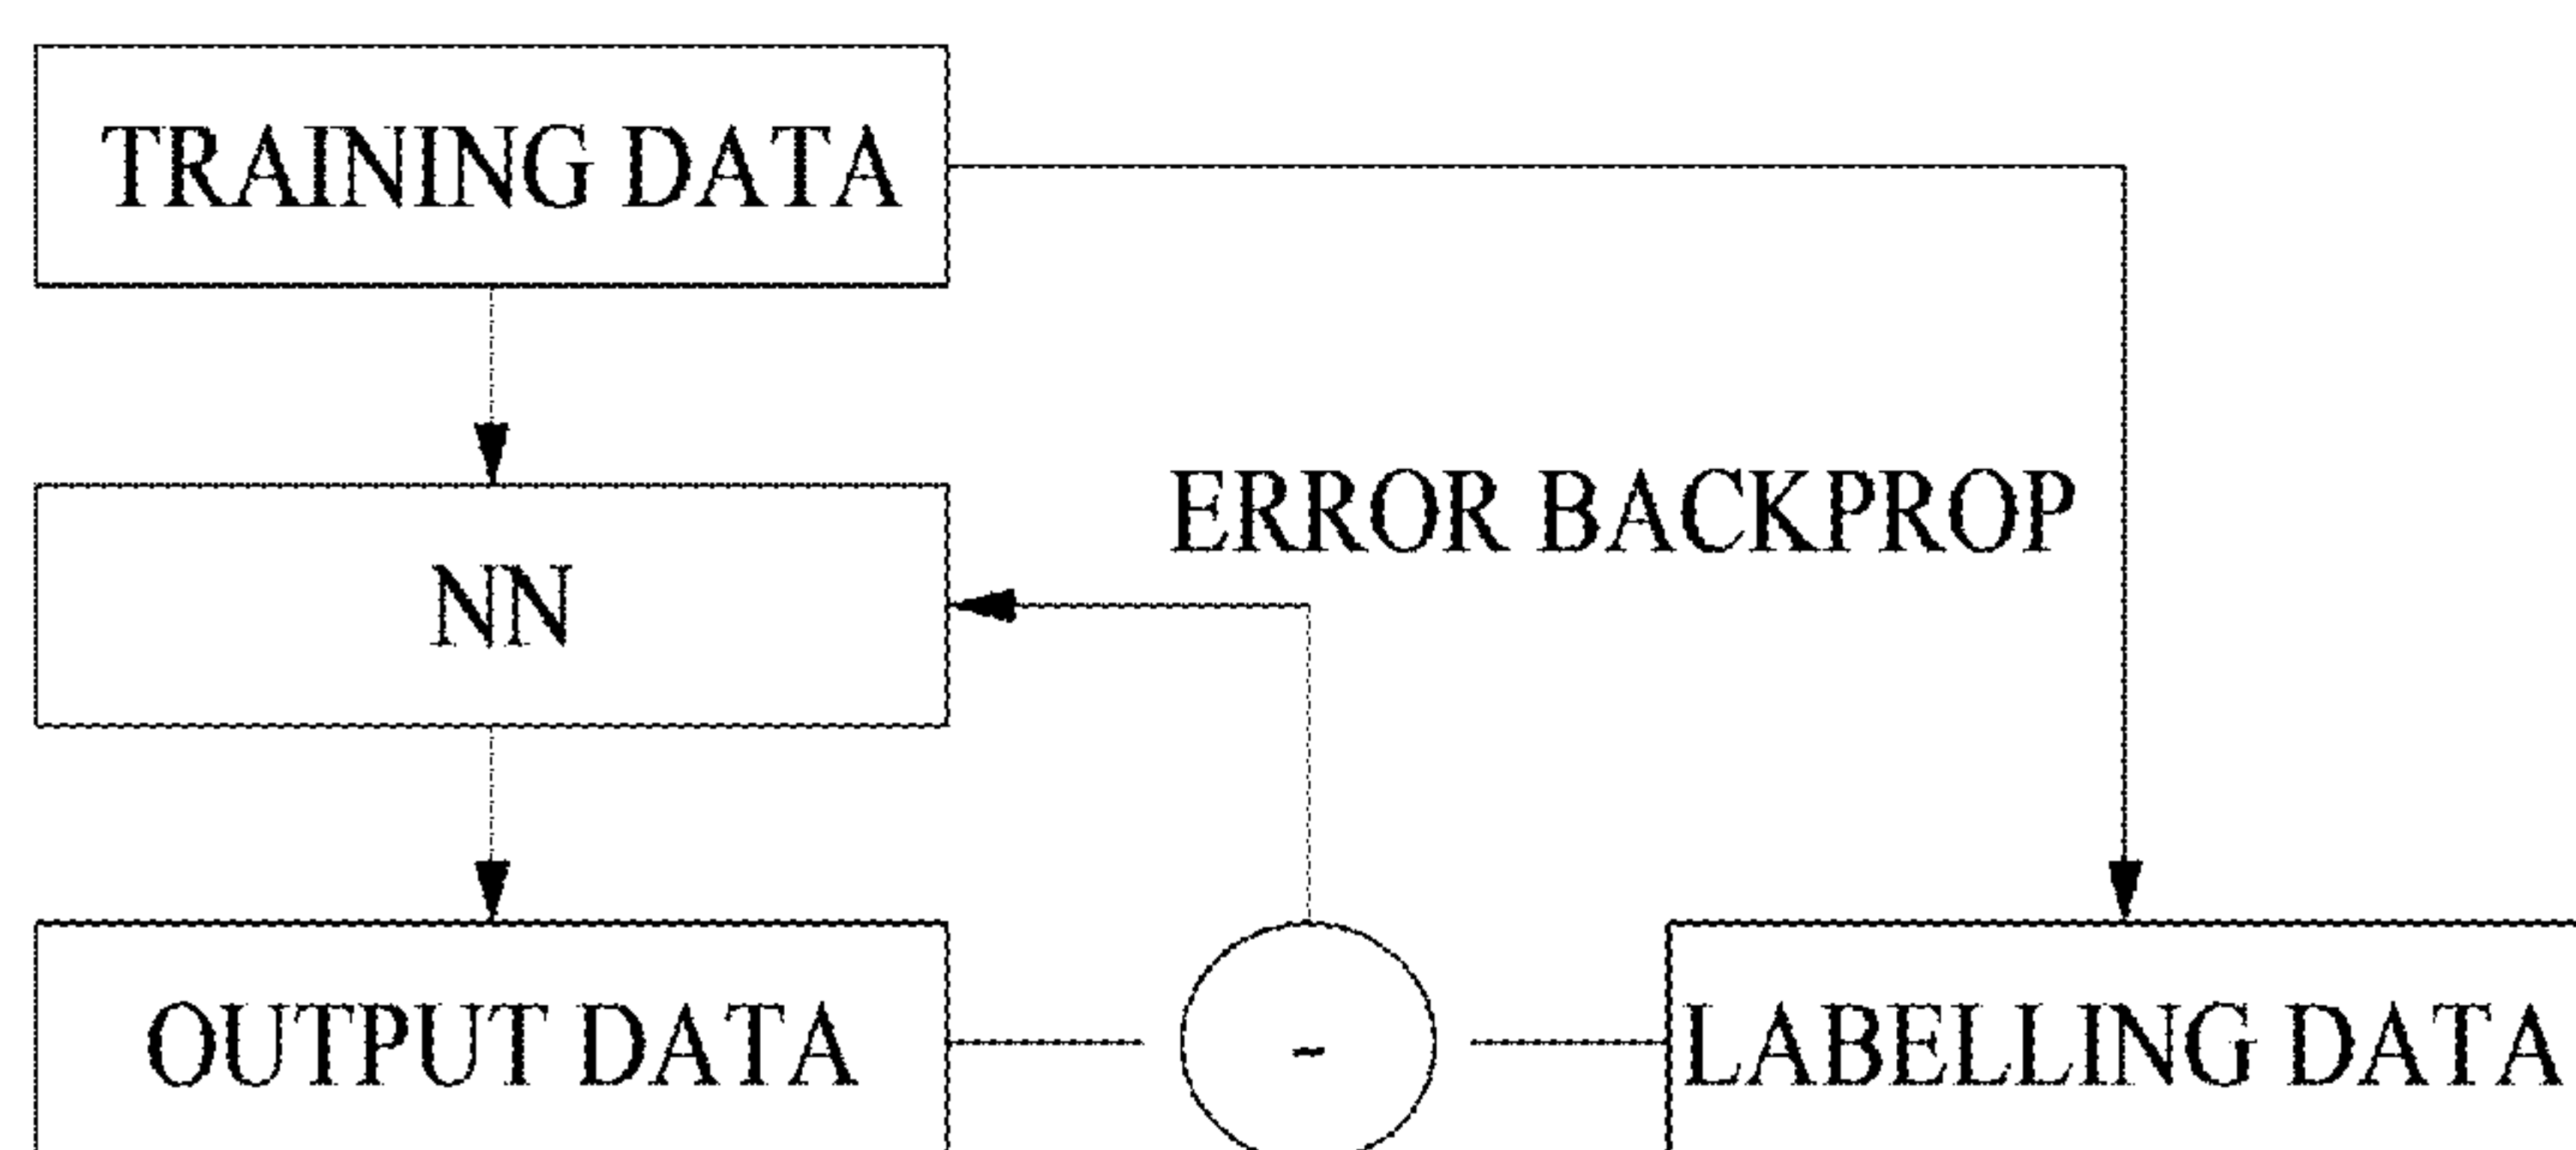 TRAINING DATA
ERROR BACKPROP
NN
OUTPUT DATA
-
LABELLING DATA